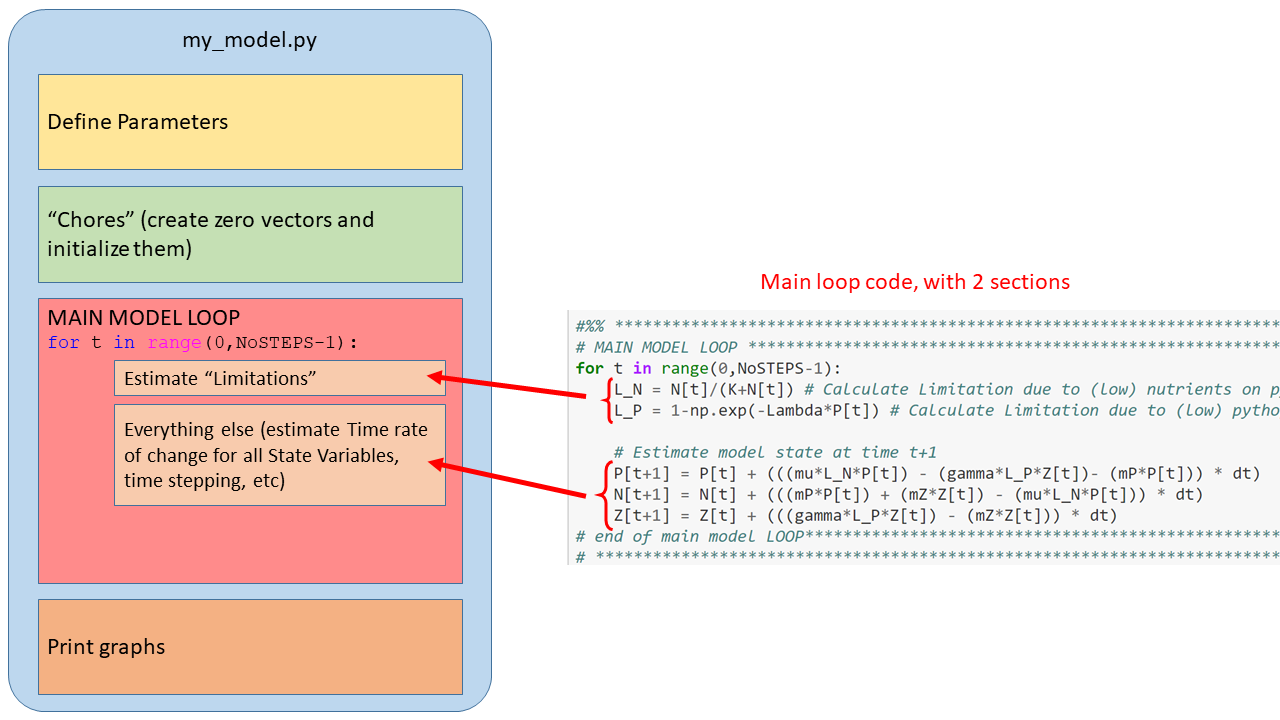 my_model.py
Define Parameters
“Chores” (create zero vectors and
initialize them)
MAIN MODEL LOOP
for t in range(0,NoSTEPS-1):
Estimate “Limitations”
Everything else (estimate Time rate
of change for all State Variables,
time stepping, etc)
Print graphs
Main loop code, with 2 sections
#%% **********************************************************************
# MAIN MODEL LOOP ********************************************************
for t in range(0,NoSTEPS-1):
L_N = N[t]/(K+N[t]) # Calculate Limitation due to (low) nutrients on p
L_P = 1-np.exp(-Lambda*P[t]) # Calculate Limitation due to (low) pytho
# Estimate model state at time t+1
P[t+1] = P[t] + (((mu*L_N*P[t]) - (gamma*L_P*Z[t])- (mP*P[t])) * dt)
N[t+1] = N[t] + (((mP*P[t]) + (mZ*Z[t]) - (mu*L_N*P[t])) * dt)
Z[t+1] = Z[t] + (((gamma*L_P*Z[t]) - (mZ*Z[t])) * dt)
# end of main model LOOP**************************************************
# ************************************************************************